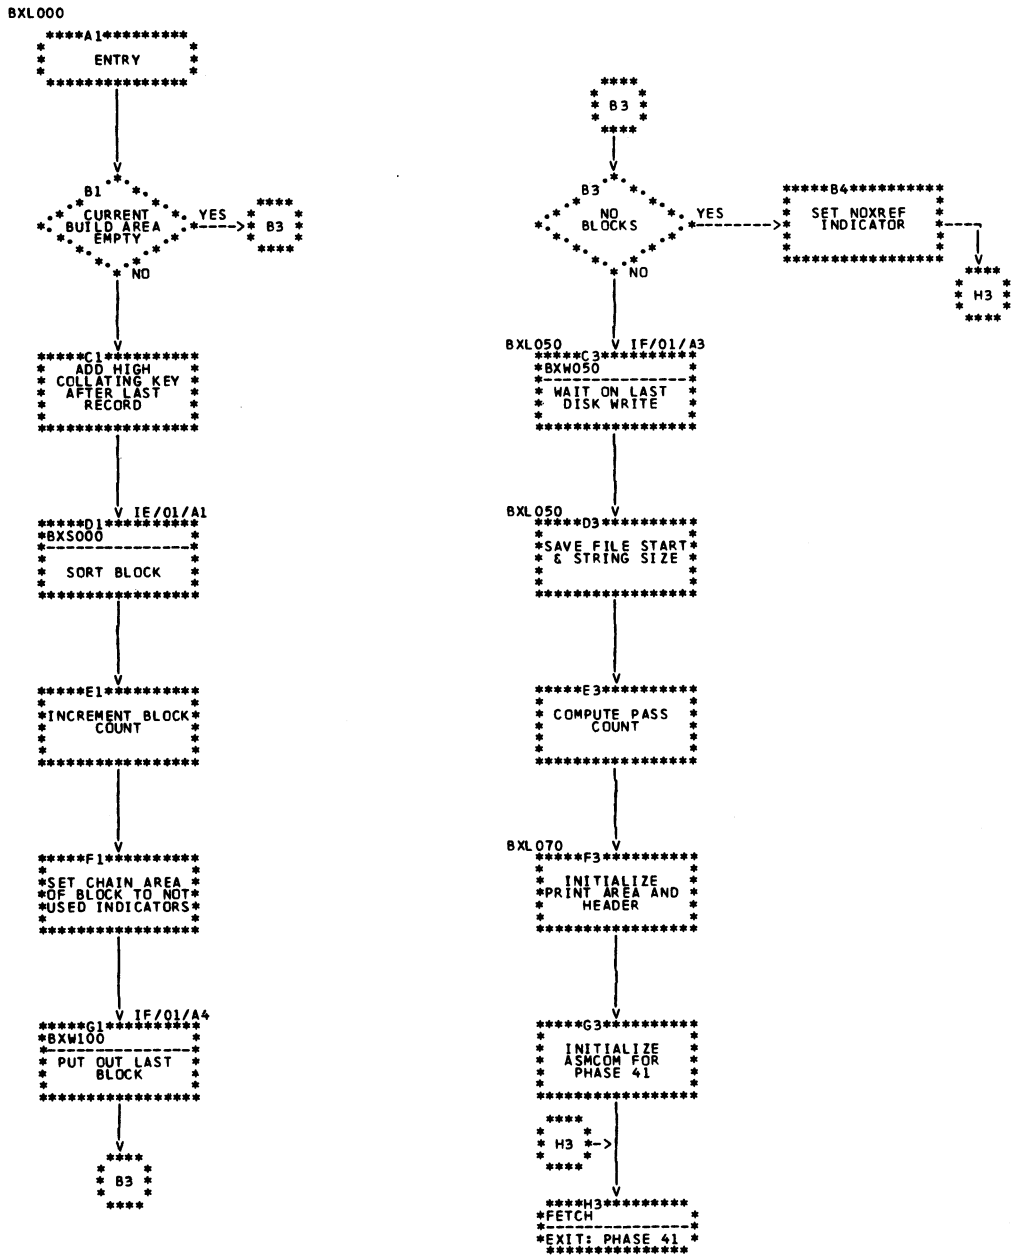 BXL000
****A1*********
ENTRY
B1
CURRENT
BUILD AREA
EMPTY
YES
B3
NO
*****C1**********
ADD HIGH
COLLATING KEY
AFTER LAST
RECORD
IE/01/A1
*****D1**********
*BXS000
SORT BLOCK
*****E1**********
*INCREMENT BLOCK*
COUNT
*****F1**********
*SET CHAIN AREA *
*OF BLOCK TO NOT*
*USED INDICATORS*
IF/01/A4
*****G1**********
*BXW100
PUT OUT LAST
BLOCK
B3
B3
B3
NO
BLOCKS
YES
*****B4**********
SET NOXREF
INDICATOR
H3
NO
BXL050
IF/01/A3
*****C3**********
*BXW050
WAIT ON LAST
DISK WRITE
BXL050
*****D3**********
*SAVE FILE START*
& STRING SIZE
*****E3**********
COMPUTE PASS
COUNT
BXL070
*****F3**********
INITIALIZE
*PRINT AREA AND *
HEADER
*****G3**********
INITIALIZE
ASMCOM FOR
PHASE 41
H3
****H3*********
*FETCH
*EXIT: PHASE 41 *